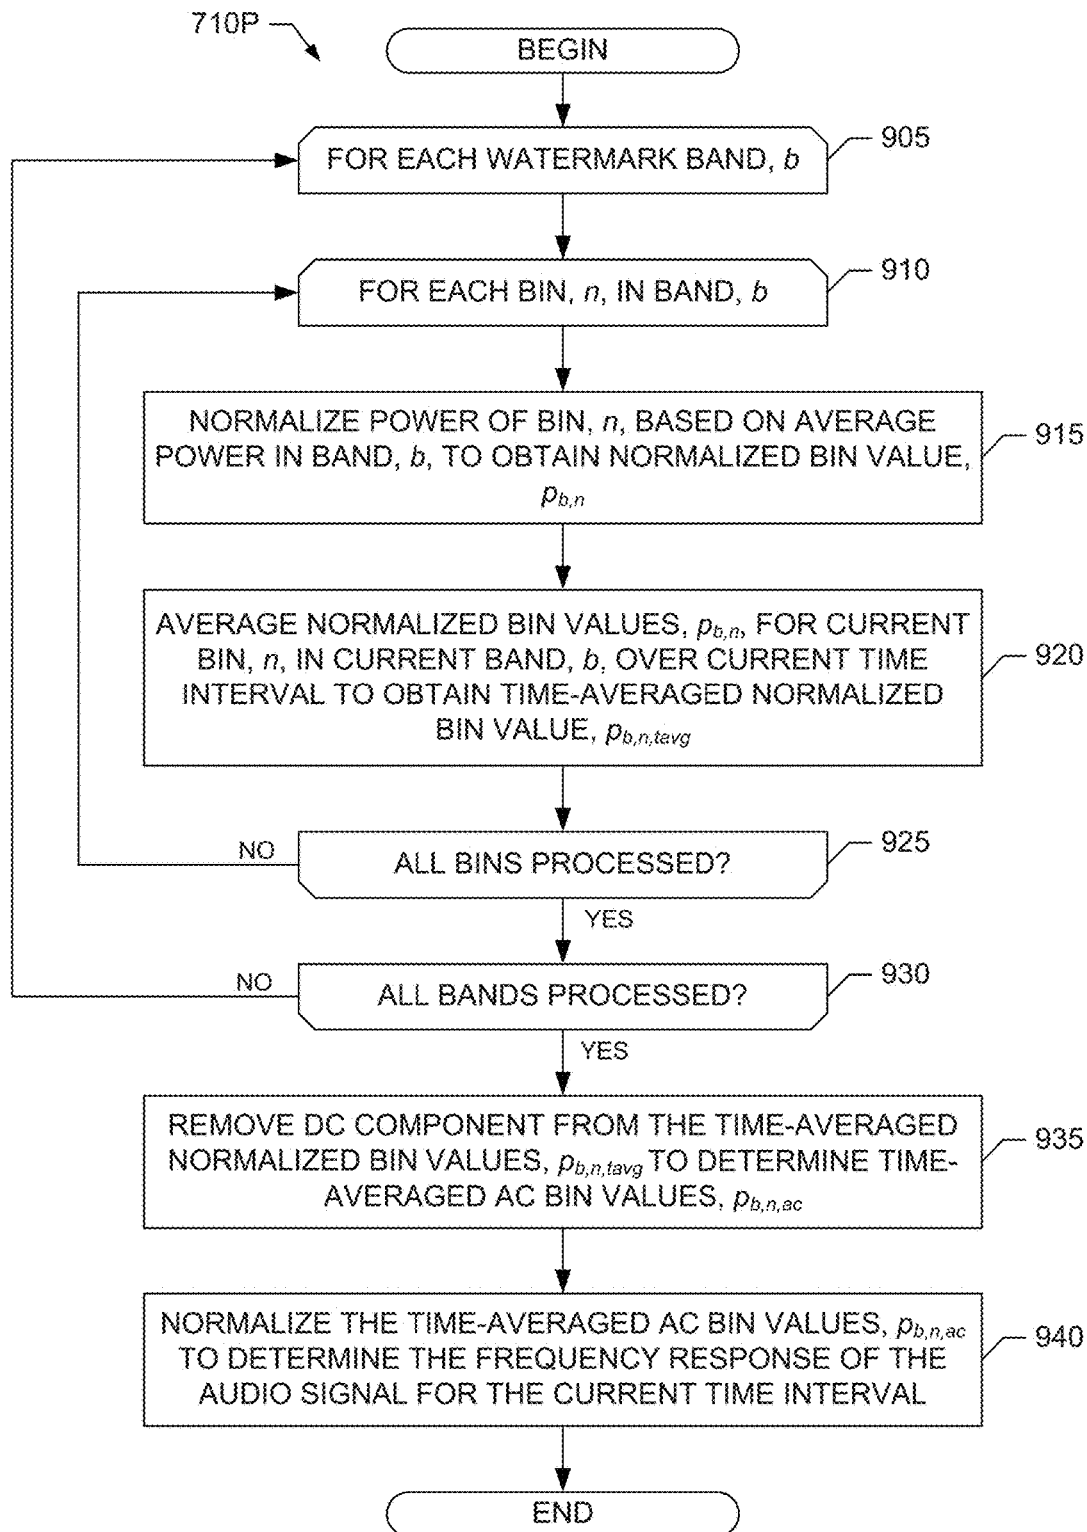 710P
BEGIN
FOR EACH WATERMARK BAND, b
905
FOR EACH BIN, n, IN BAND, b
910
NORMALIZE POWER OF BIN, n, BASED ON AVERAGE
POWER IN BAND, b, TO OBTAIN NORMALIZED BIN VALUE,
p_{b,n}
915
AVERAGE NORMALIZED BIN VALUES, p_{b,n}, FOR CURRENT
BIN, n, IN CURRENT BAND, b, OVER CURRENT TIME
INTERVAL TO OBTAIN TIME-AVERAGED NORMALIZED
BIN VALUE, p_{b,n,tavg}
920
NO
ALL BINS PROCESSED?
925
YES
NO
ALL BANDS PROCESSED?
930
YES
REMOVE DC COMPONENT FROM THE TIME-AVERAGED
NORMALIZED BIN VALUES, p_{b,n,tavg} TO DETERMINE TIME-
AVERAGED AC BIN VALUES, p_{b,n,ac}
935
NORMALIZE THE TIME-AVERAGED AC BIN VALUES, p_{b,n,ac}
TO DETERMINE THE FREQUENCY RESPONSE OF THE
AUDIO SIGNAL FOR THE CURRENT TIME INTERVAL
940
END